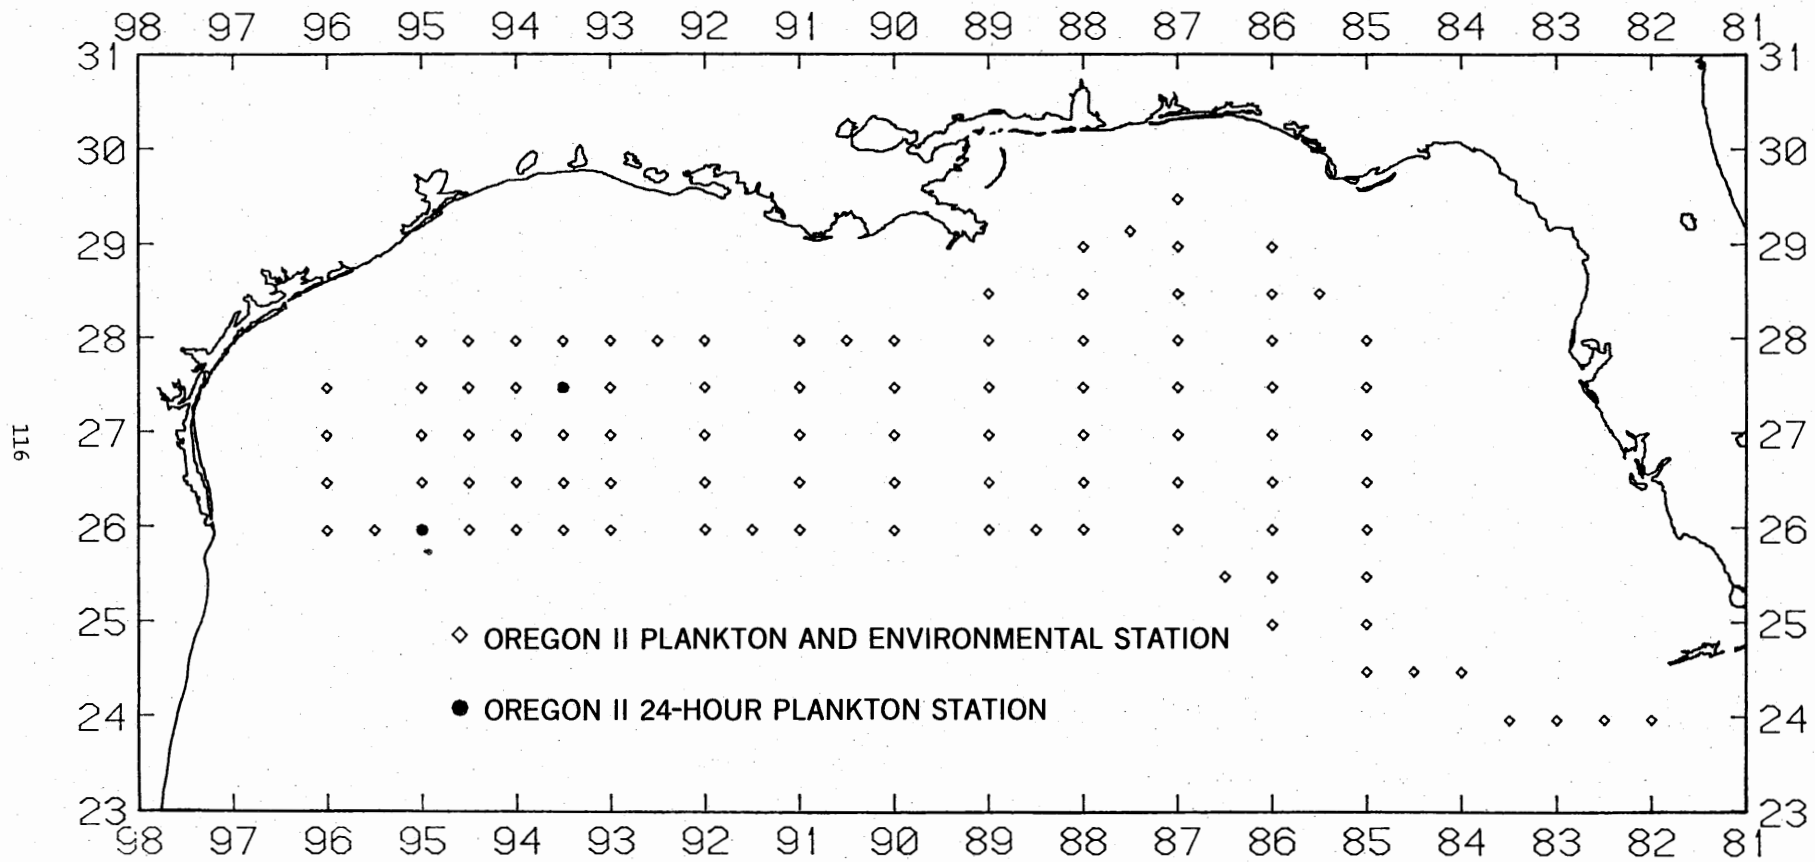 98 97 96 95 94 93 92 91 90 89 88 87 86 85 84 83 82 81
31 31
30 30
29 29
28 28
27 27
116
26 26
25 25
OREGON II PLANKTON AND ENVIRONMENTAL STATION
OREGON II 24-HOUR PLANKTON STATION
24 24
23 23
98 97 96 95 94 93 92 91 90 89 88 87 86 85 84 83 82 81